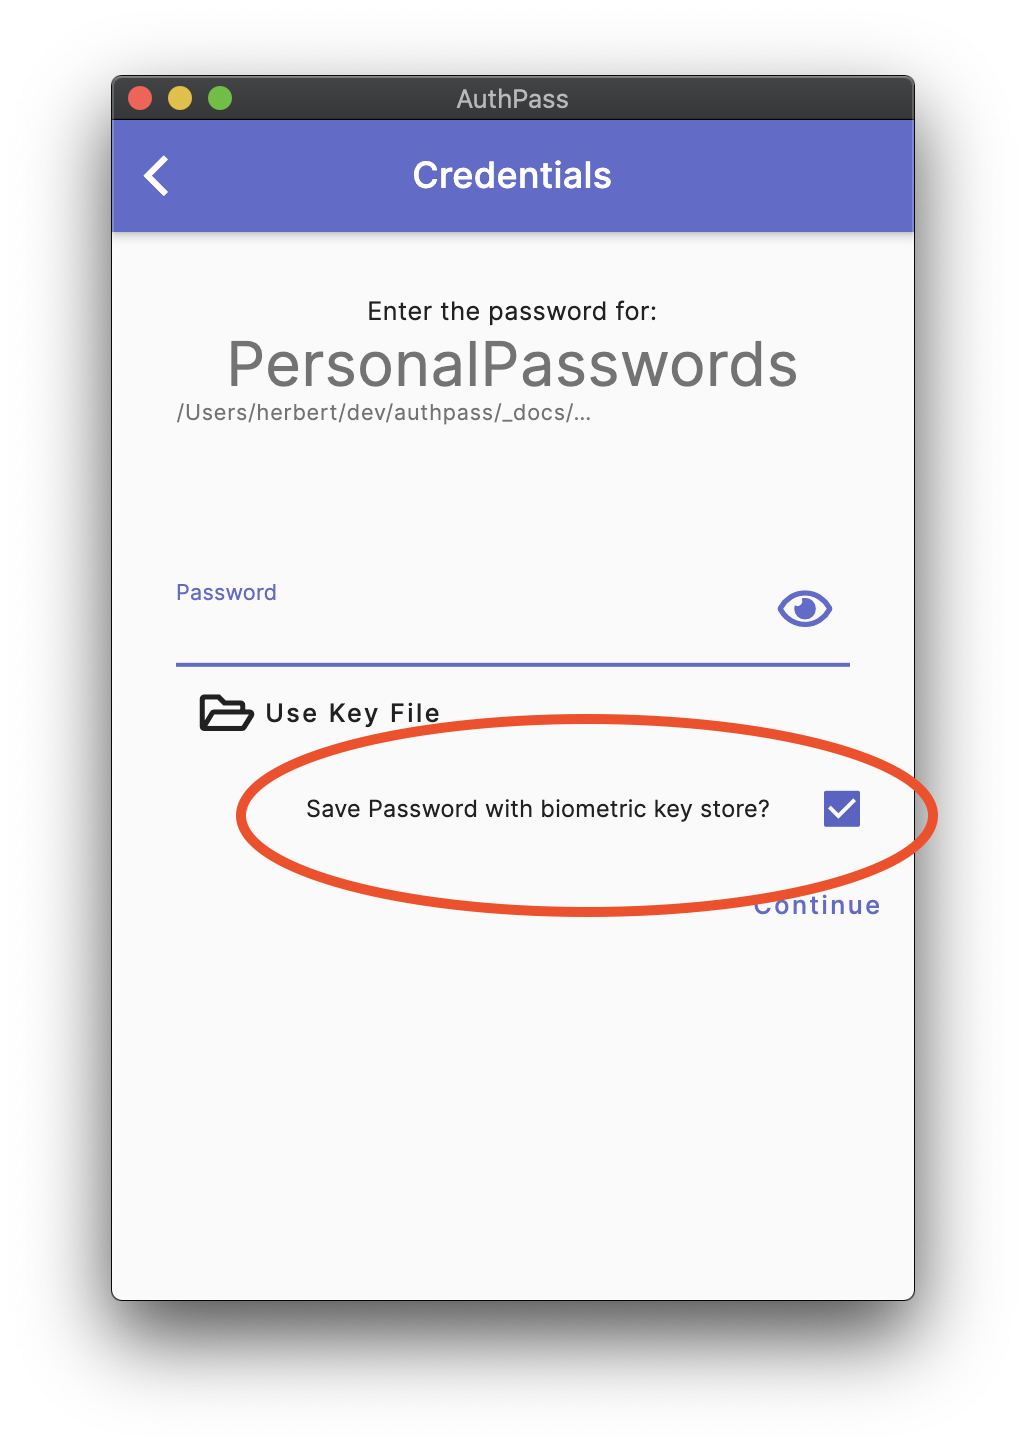 AuthPass
Credentials
Enter the password for:
PersonalPasswords
/Users/herbert/dev/authpass/_docs/...
Password
Use Key File
Save Password with biometric key store?
Continue